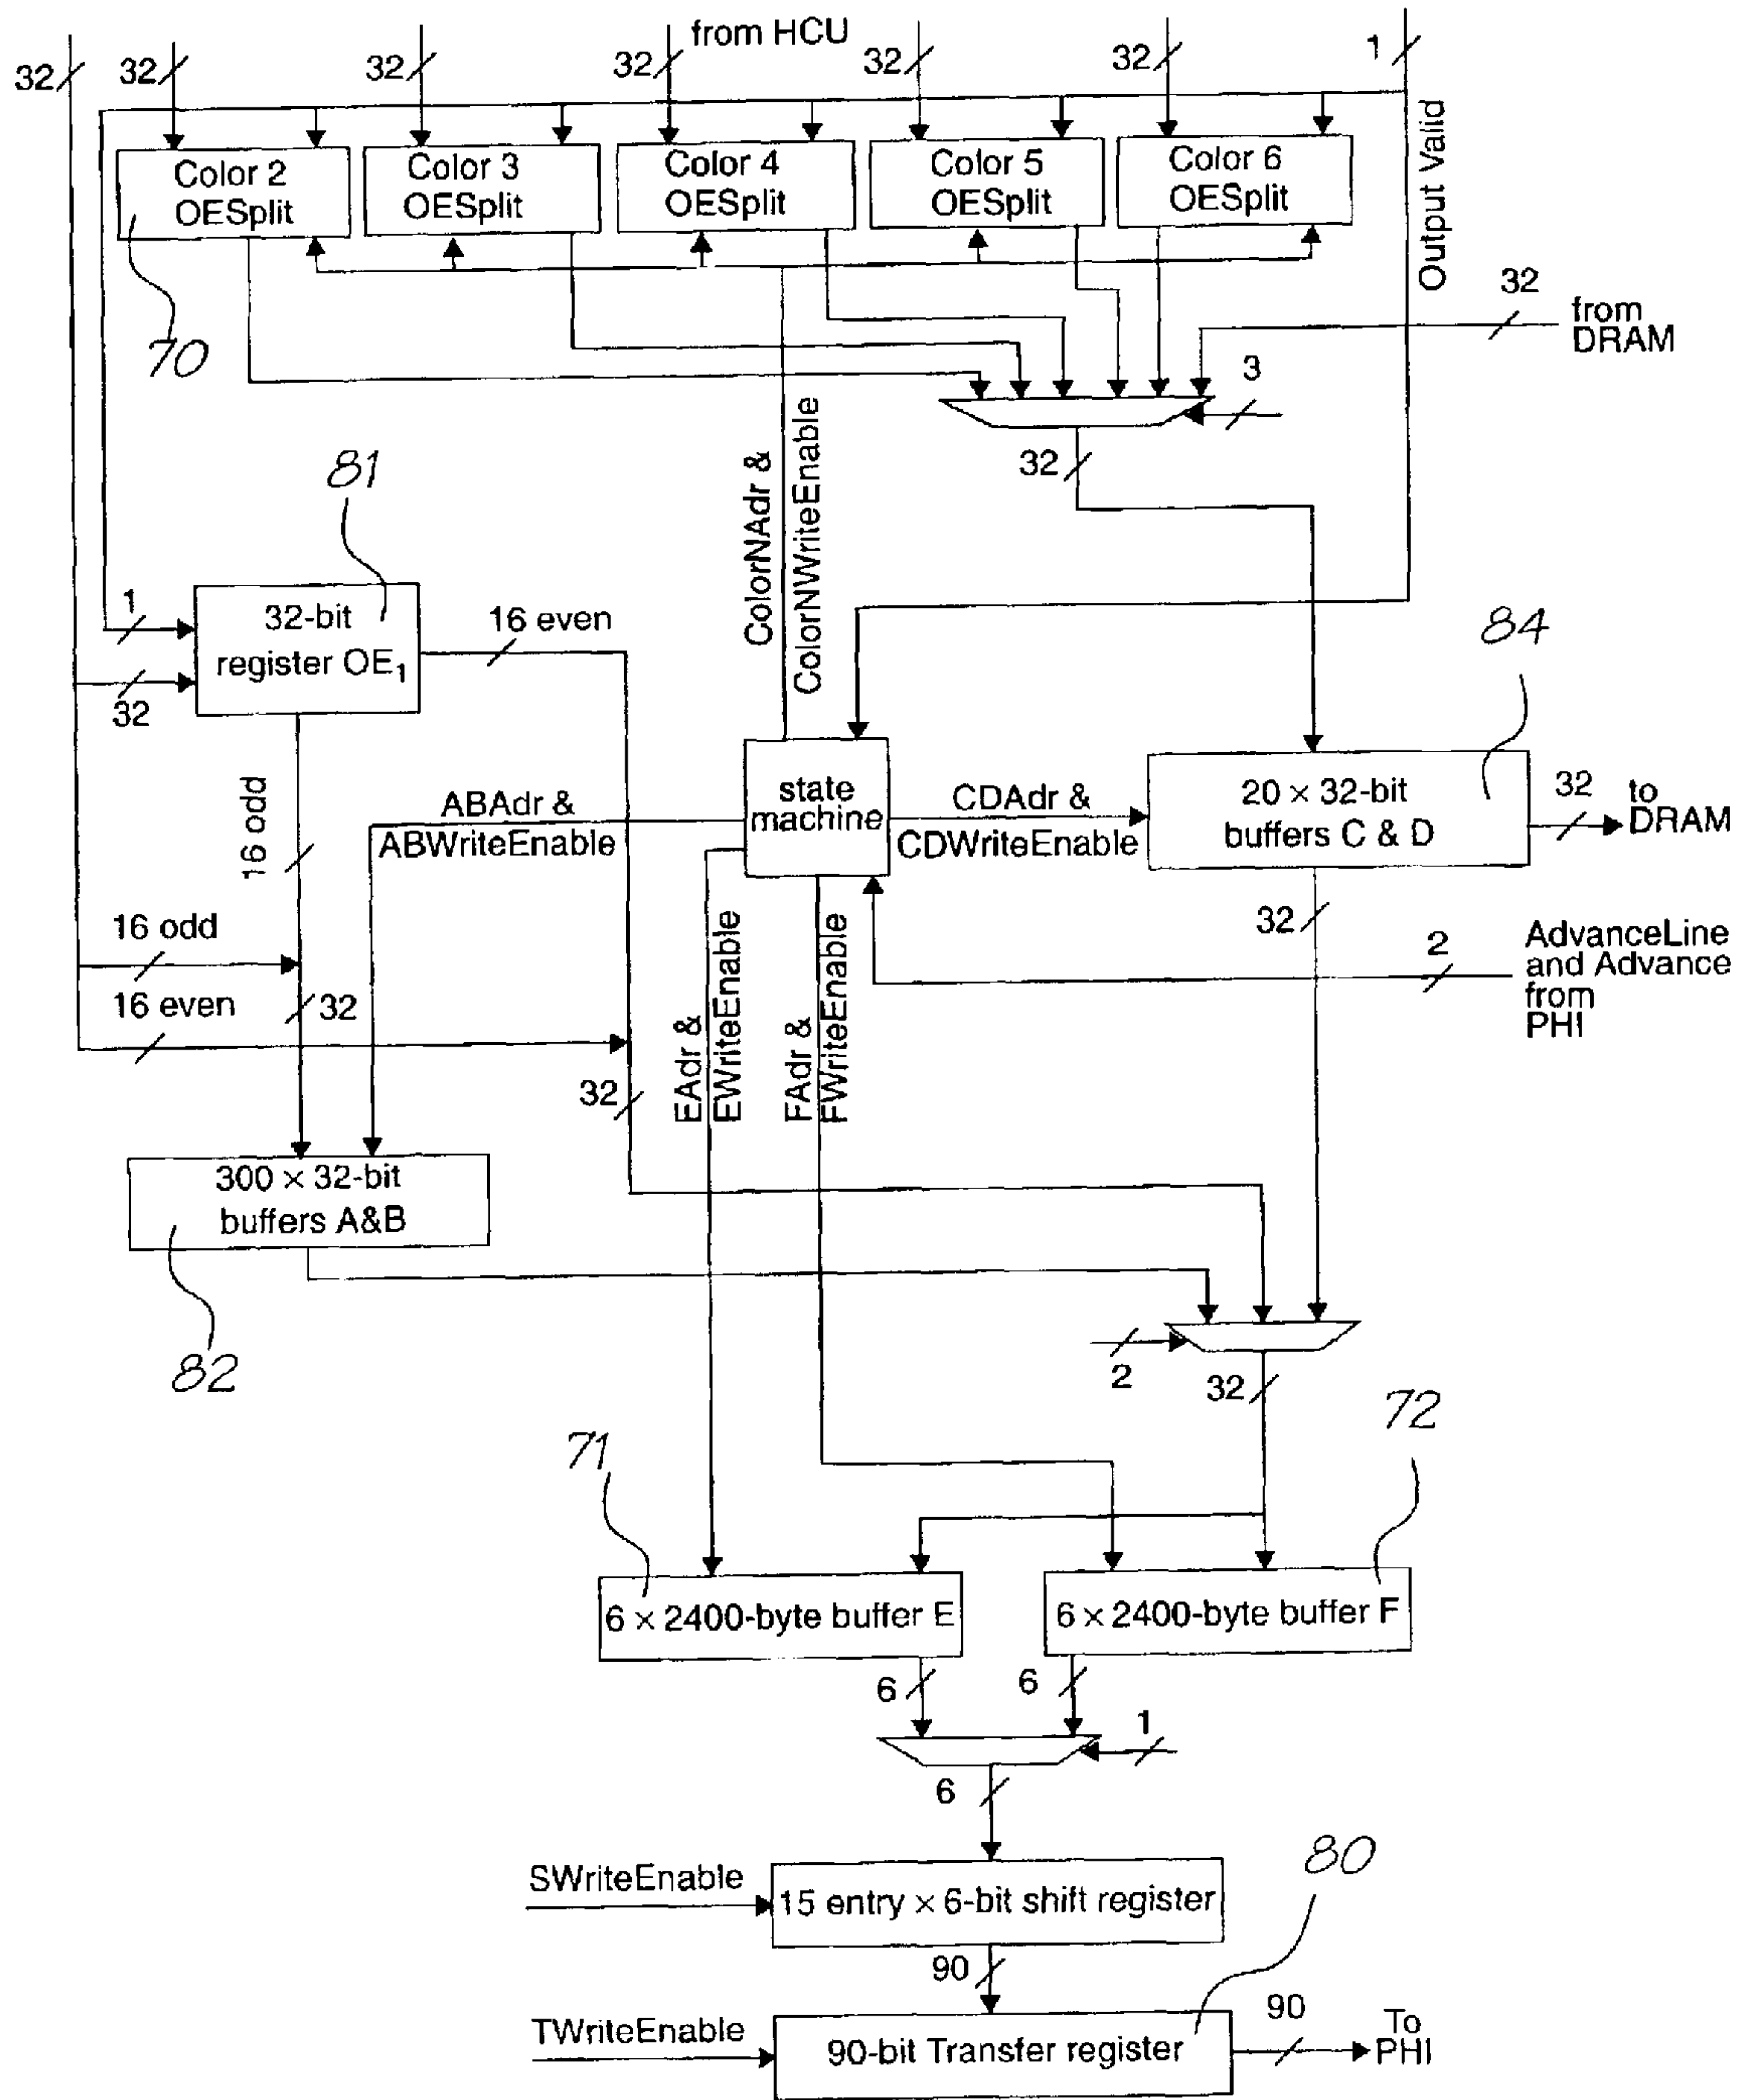 from HCU
32
32
32
32
32
32
1
Color 2
OESplit
Color 3
OESplit
Color 4
OESplit
Color 5
OESplit
Color 6
OESplit
Output Valid
70
32
from
DRAM
3
32
ColorNAdr &
ColorNWriteEnable
81
1
32
32-bit
register OE₁
16 even
84
16 odd
ABAdr &
ABWriteEnable
state
machine
CDAdr &
CDWriteEnable
20 × 32-bit
buffers C & D
32
to
DRAM
16 odd
16 even
32
32
EAdr &
EWriteEnable
FAdr &
FWriteEnable
32
2
AdvanceLine
and Advance
from
PHI
300 × 32-bit
buffers A&B
82
2
32
71
72
6 × 2400-byte buffer E
6 × 2400-byte buffer F
6
6
1
6
80
SWriteEnable
15 entry × 6-bit shift register
90
TWriteEnable
90-bit Transfer register
90
To
PHI